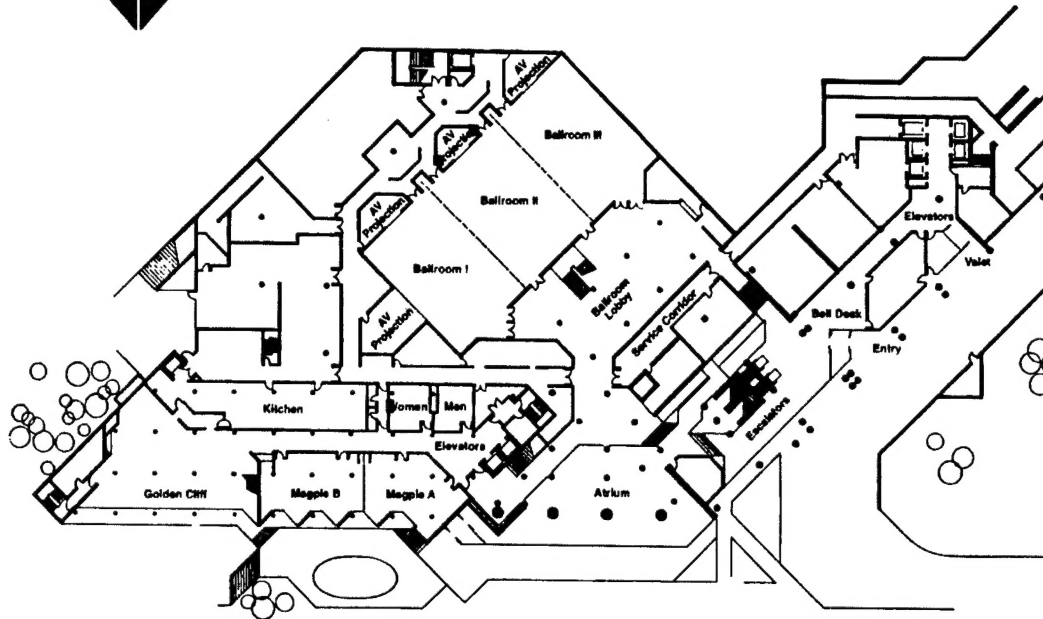 AV
Projection
Ballroom III
AV
Projection
Ballroom II
AV
Projection
Elevators
Ballroom I
Valet
Ballroom
Lobby
Bell Desk
AV
Projection
Service Corridor
Entry
Kitchen
Women
Men
Escalators
Elevators
Golden Cliff
Magpie B
Magpie A
Atrium